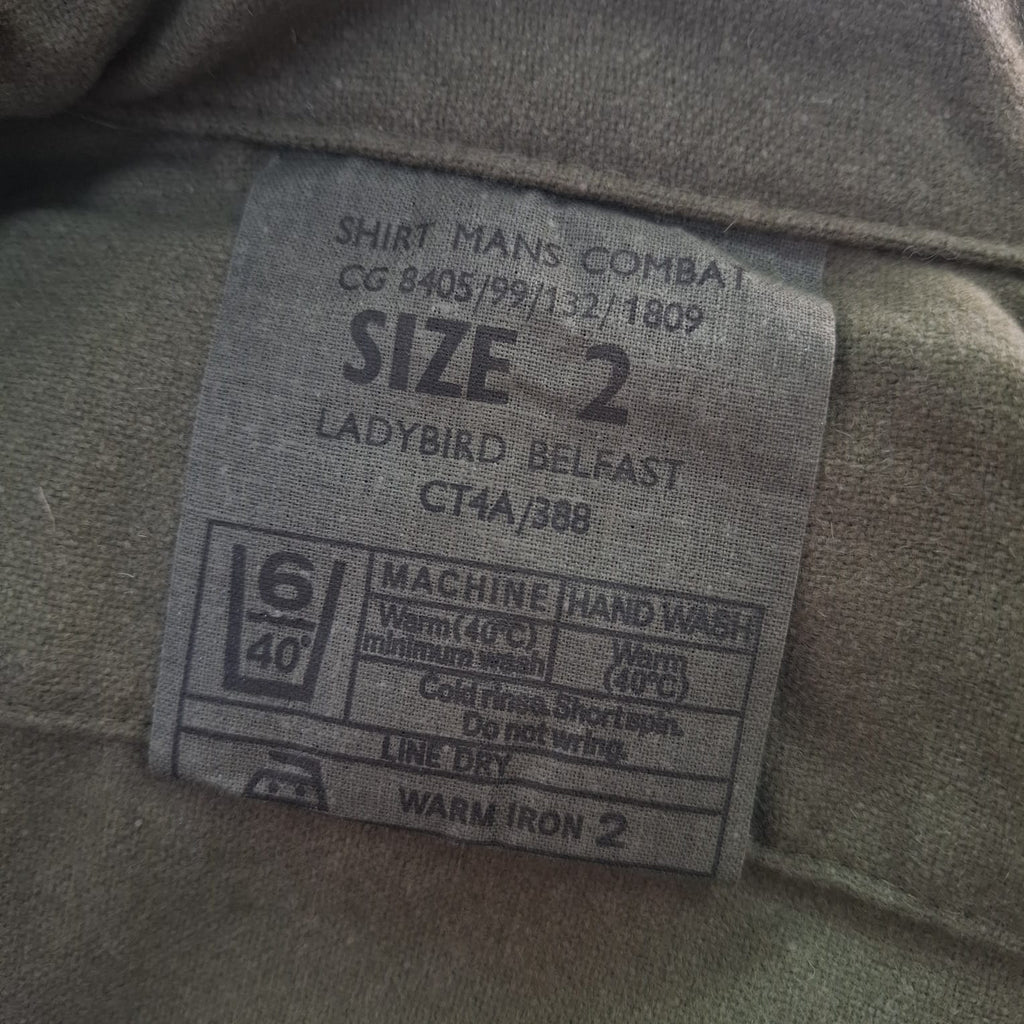 SHIRT MANS COMBAT
CG 8405/99/132/1809
SIZE 2
LADYBIRD BELFAST
CT4A/388
6
40°
MACHINE
HAND WASH
Warm (40°C)
minimum wash
Warm
(40°C)
Cold rinse. Short spin.
Do not wring.
LINE DRY
WARM IRON 2